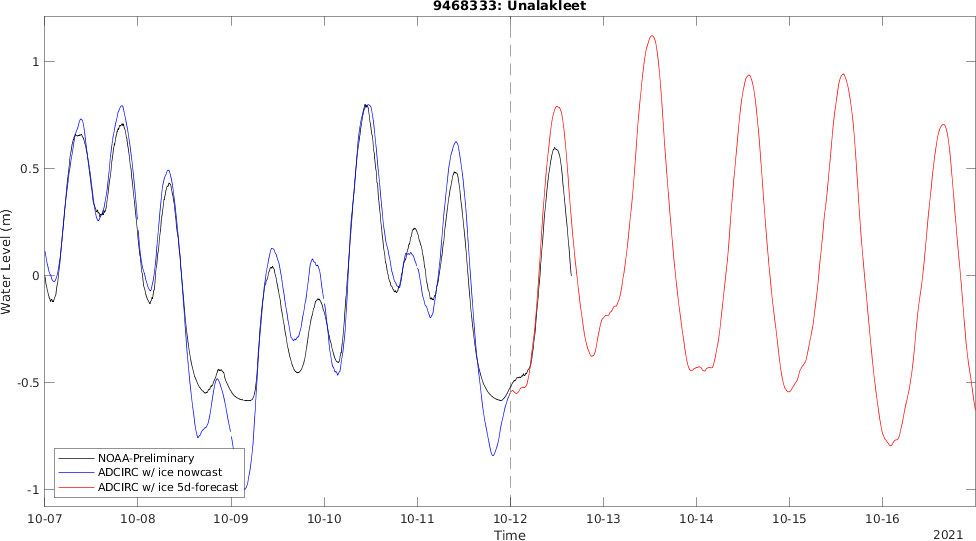 9468333: Unalakleet
Water Level (m)
1
0.5
0
-0.5
-1
NOAA-Preliminary
ADCIRC w/ ice nowcast
ADCIRC w/ ice 5d-forecast
10-07 10-08 10-09 10-10 10-11 10-12 10-13 10-14 10-15 10-16
Time
2021